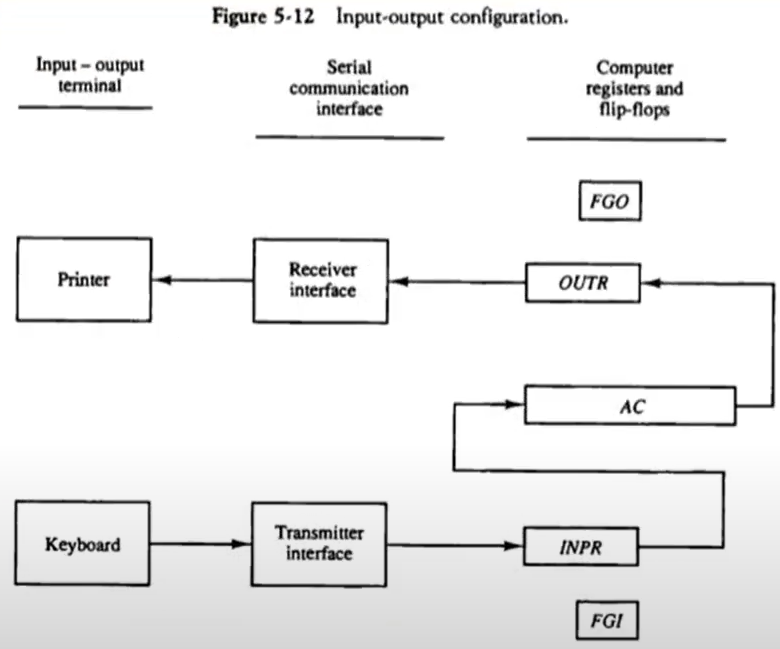 Figure 5-12 Input-output configuration.
Input – output
terminal
Serial
communication
interface
Computer
registers and
flip-flops
FGO
Printer
Receiver
interface
OUTR
AC
Keyboard
Transmitter
interface
INPR
FGI